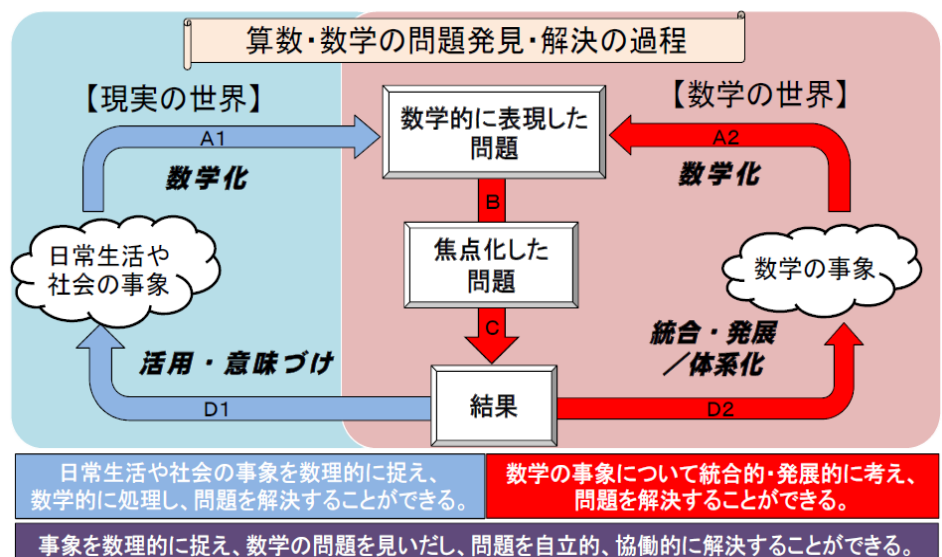 算数・数学の問題発見・解決の過程
【現実の世界】
【数学の世界】
A1
数学化
数学的に表現した
問題
A2
数学化
B
日常生活や
社会の事象
焦点化した
問題
数学の事象
C
活用・意味づけ
統合・発展
／体系化
D1
結果
D2
日常生活や社会の事象を数理的に捉え、
数学的に処理し、問題を解決することができる。
数学の事象について統合的・発展的に考え、
問題を解決することができる。
事象を数理的に捉え、数学の問題を見いだし、問題を自立的、協働的に解決することができる。